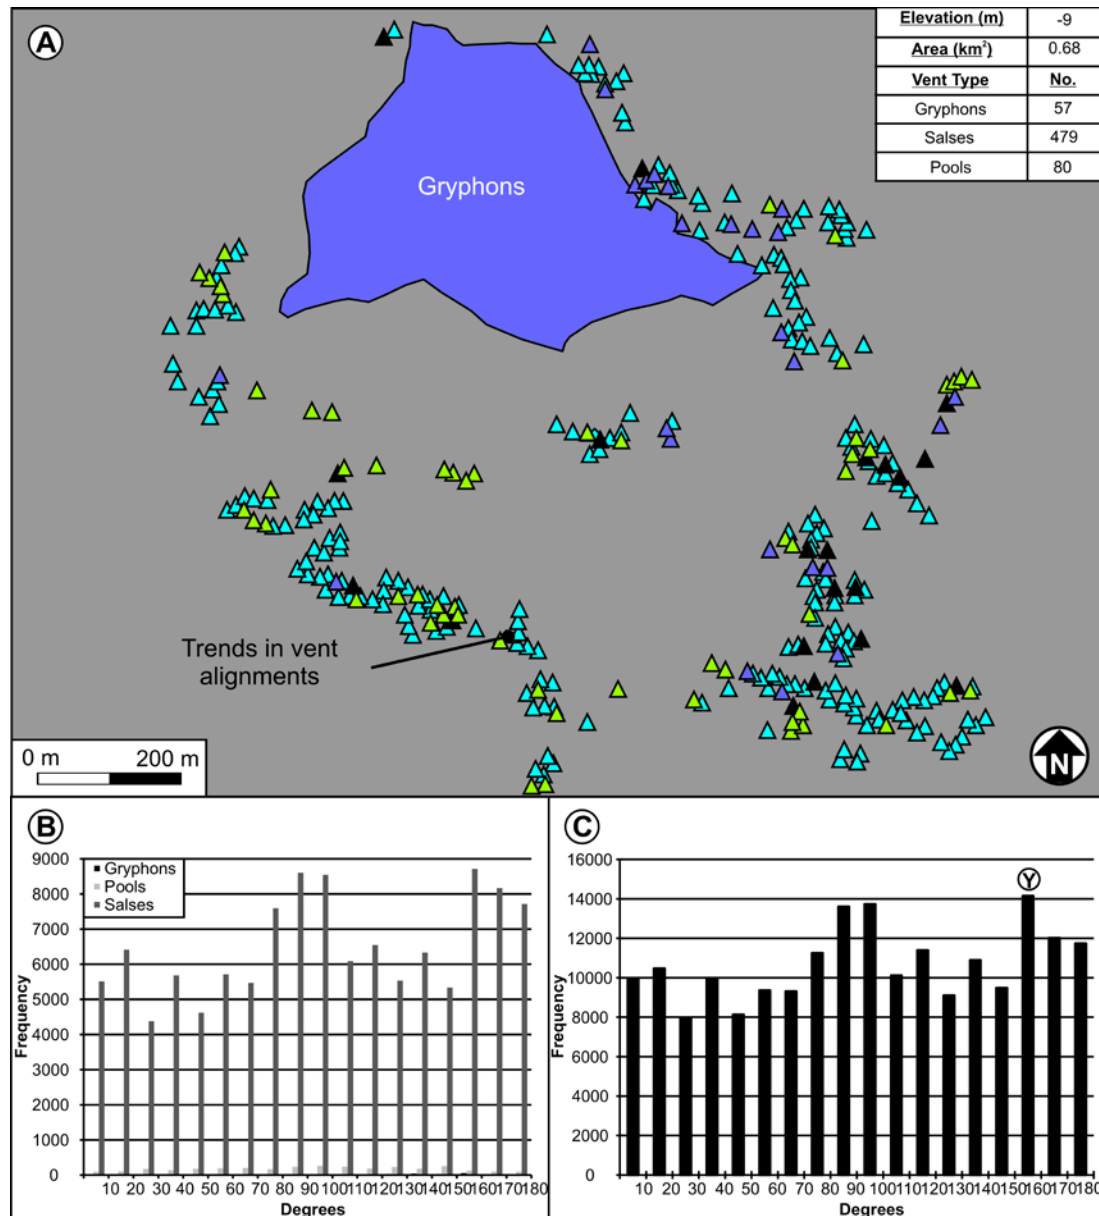 A
Elevation (m) -9
Area (km²) 0.68
Vent Type No.
Gryphons 57
Salses 479
Pools 80
Gryphons
Trends in vent
alignments
0 m 200 m
N
B
9000
8000
7000
6000
5000
4000
3000
2000
1000
0
Frequency
Gryphons
Pools
Salses
10 20 30 40 50 60 70 80 90 100 110 120 130 140 150 160 170 180
Degrees
C
16000
14000
12000
10000
8000
6000
4000
2000
0
Frequency
Y
10 20 30 40 50 60 70 80 90 100 110 120 130 140 150 160 170 180
Degrees